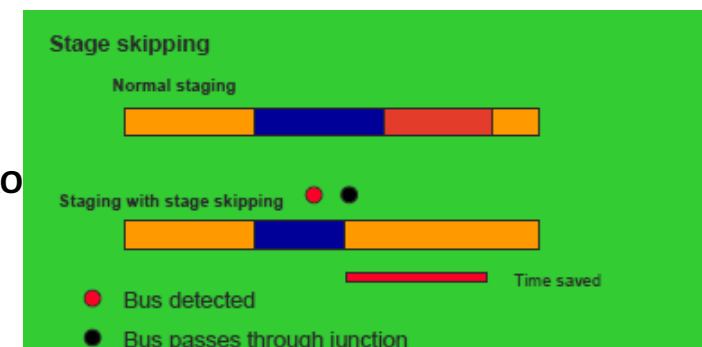 Stage skipping
Normal staging
o
Staging with stage skipping
Time saved
Bus detected
Bus passes through junction